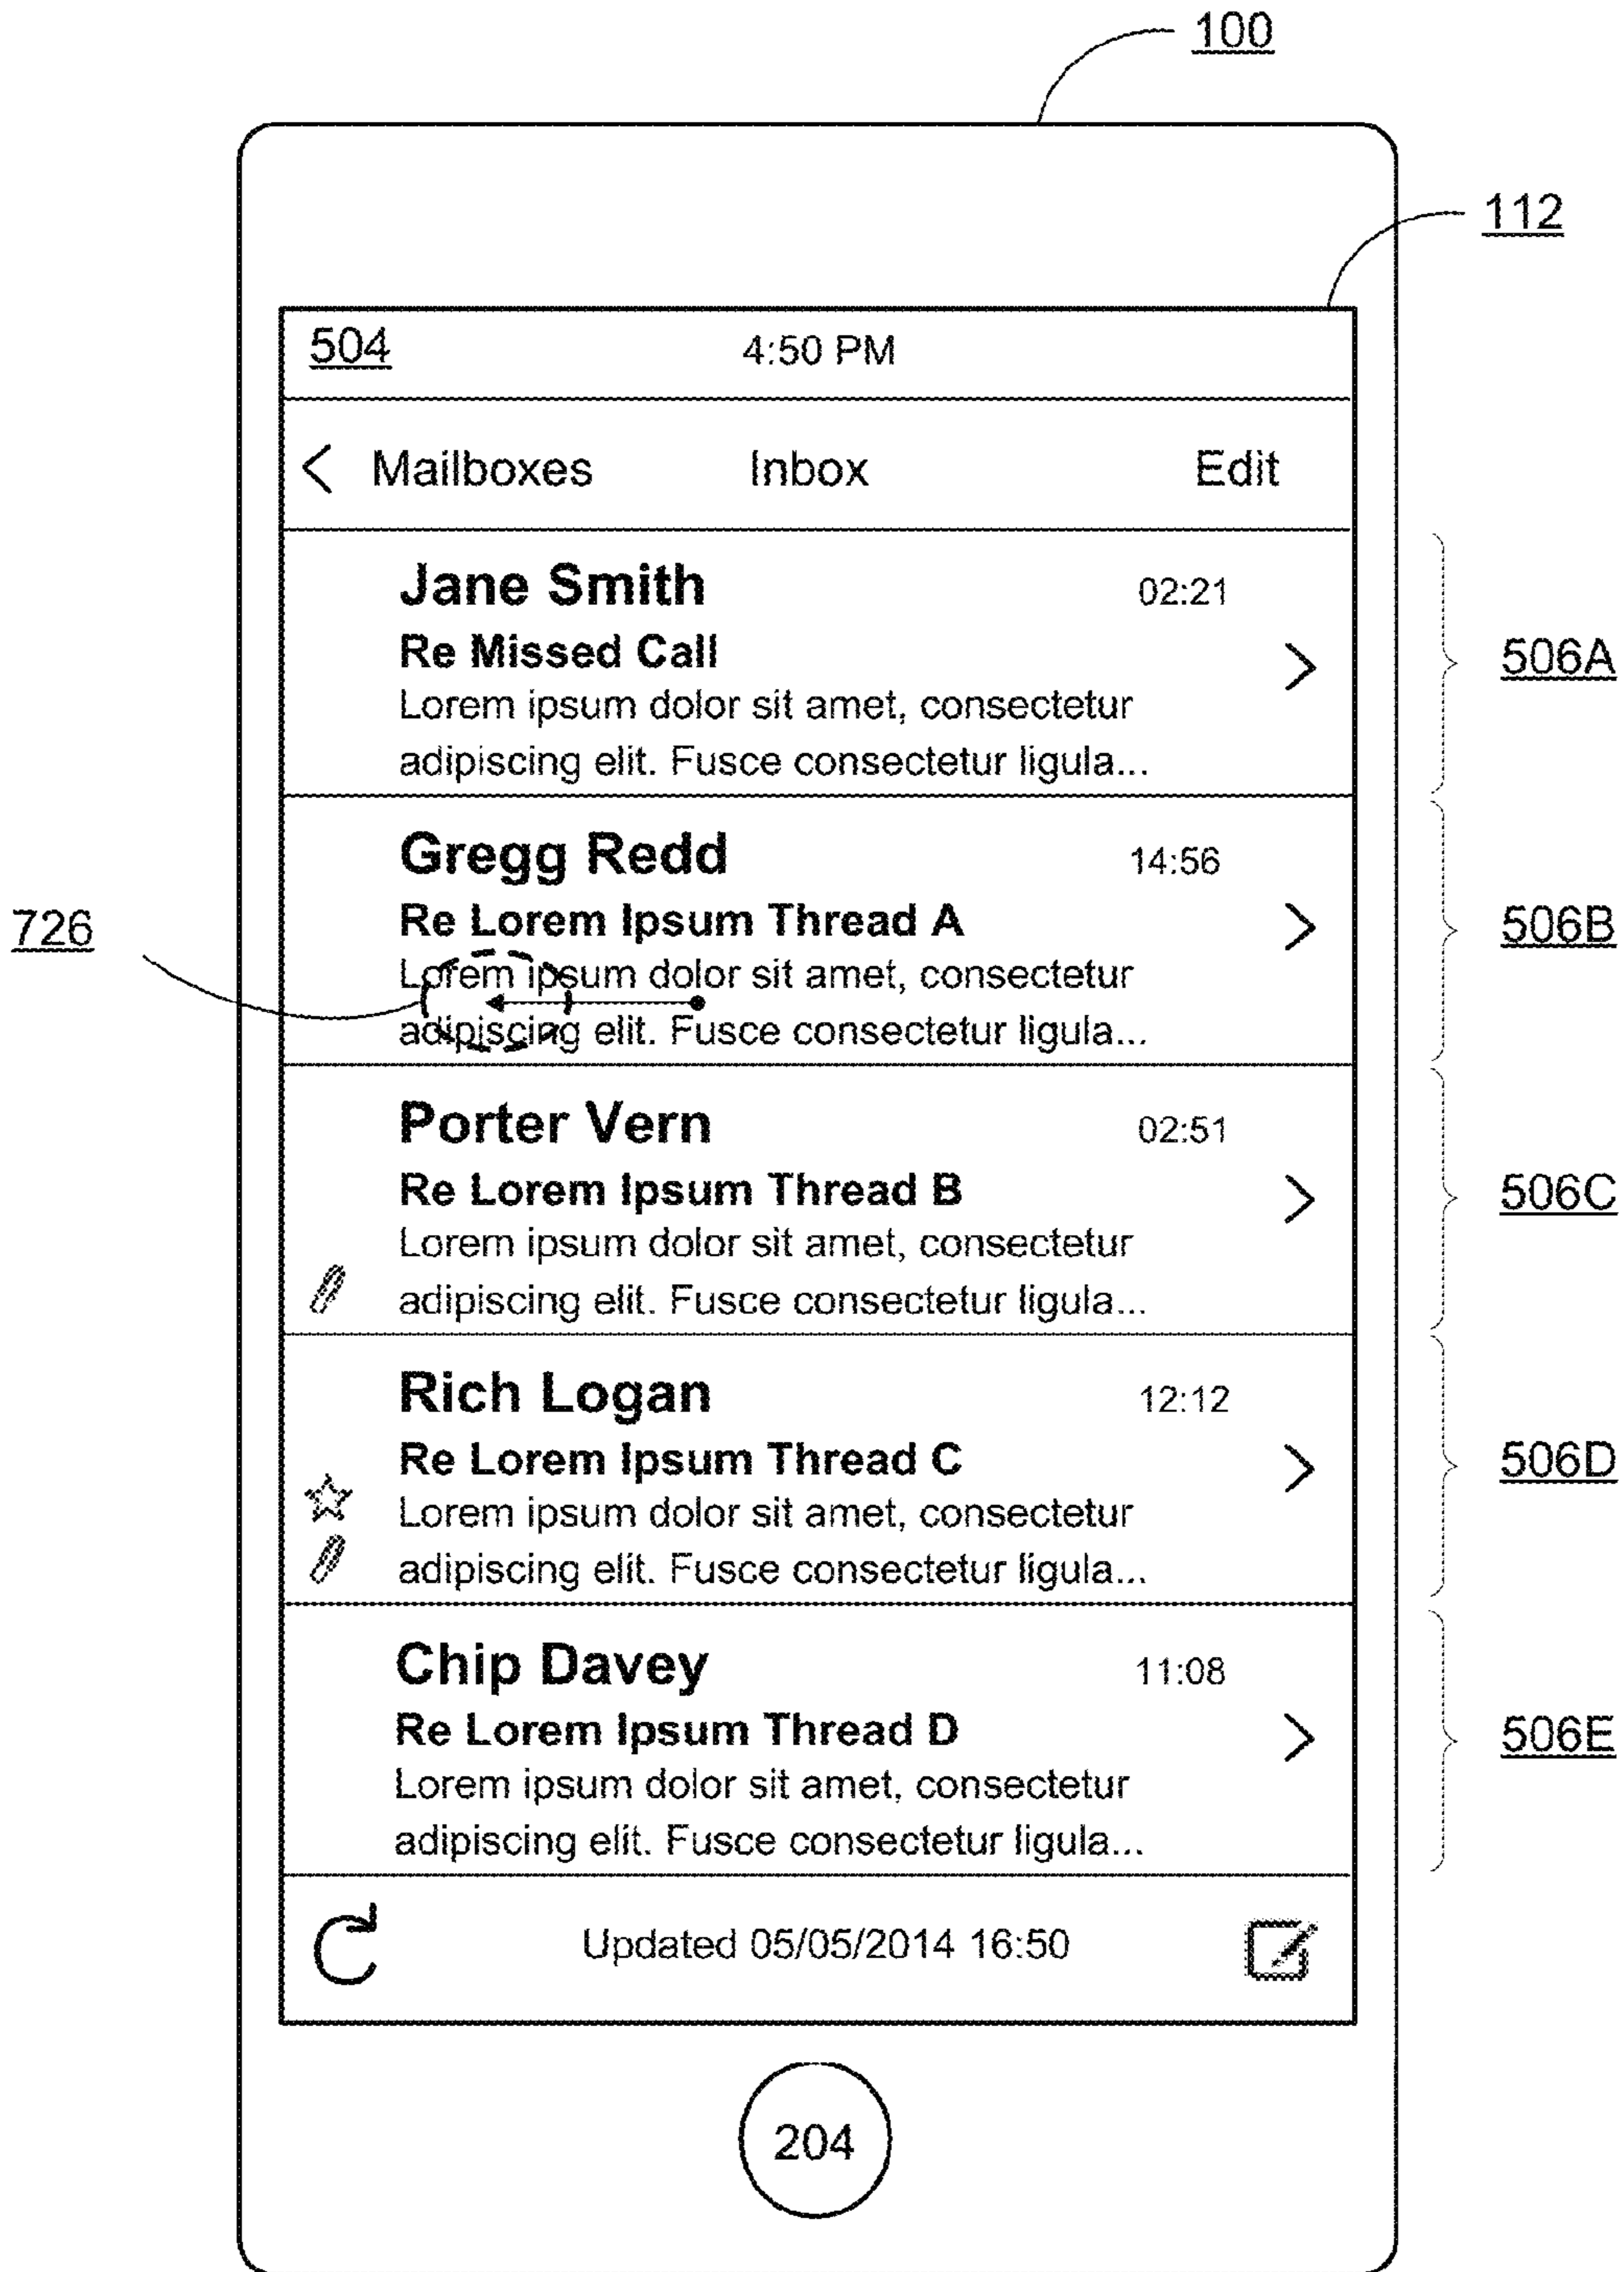 100
112
504 4:50 PM
< Mailboxes Inbox Edit
Jane Smith 02:21
Re Missed Call
506A
Lorem ipsum dolor sit amet, consectetur
adipiscing elit. Fusce consectetur ligula...
Gregg Redd 14:56
726
Re Lorem Ipsum Thread A
506B
Lorem ipsum dolor sit amet, consectetur
adipiscing elit. Fusce consectetur ligula...
Porter Vern 02:51
Re Lorem Ipsum Thread B
506C
Lorem ipsum dolor sit amet, consectetur
adipiscing elit. Fusce consectetur ligula...
Rich Logan 12:12
Re Lorem Ipsum Thread C
506D
Lorem ipsum dolor sit amet, consectetur
adipiscing elit. Fusce consectetur ligula...
Chip Davey 11:08
Re Lorem Ipsum Thread D
506E
Lorem ipsum dolor sit amet, consectetur
adipiscing elit. Fusce consectetur ligula...
Updated 05/05/2014 16:50
204